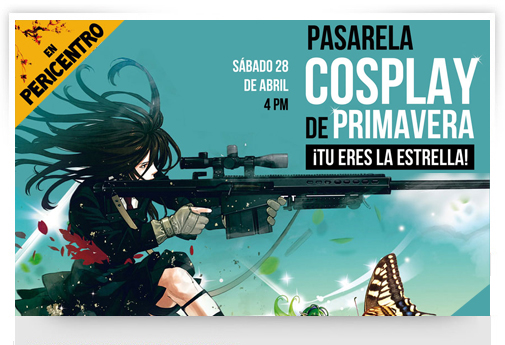 EN
PERICENTRO
SÁBADO 28
DE ABRIL
4 PM
PASARELA
COSPLAY
DE PRIMAVERA
¡TU ERES LA ESTRELLA!